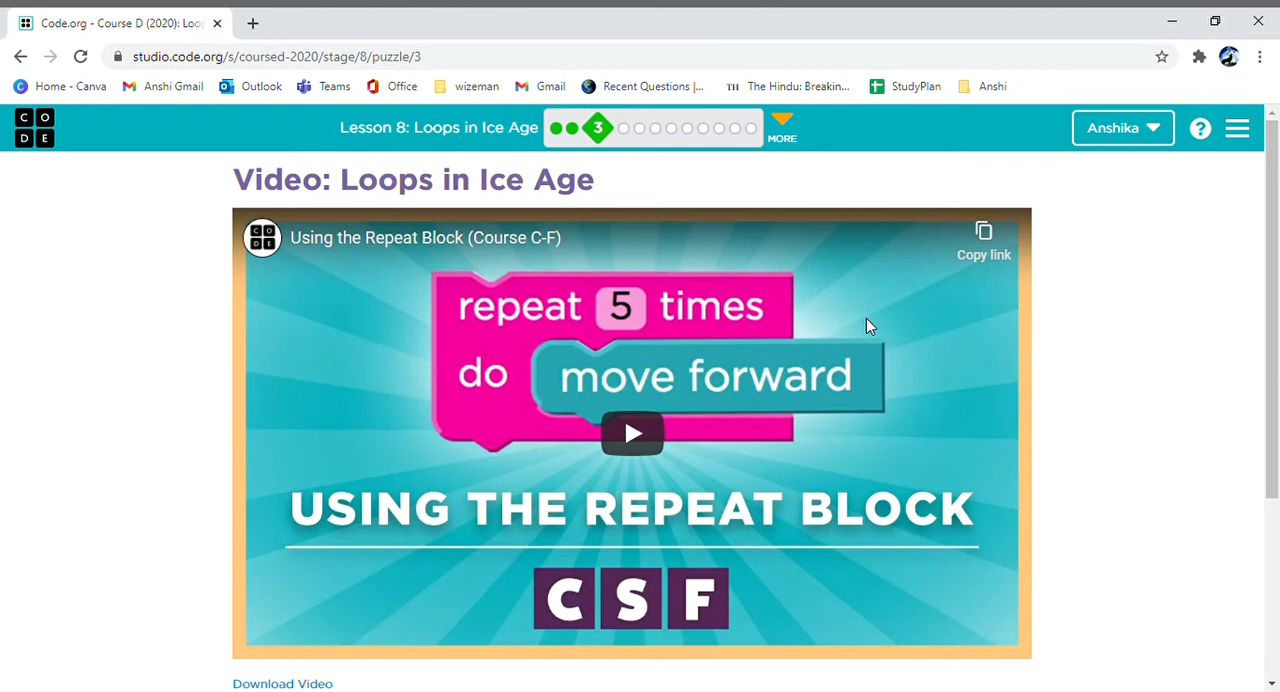 Code.org - Course D (2020): Loo
studio.code.org/s/coursed-2020/stage/8/puzzle/3
Home - Canva Anshi Gmail Outlook Teams Office wizeman Gmail Recent Questions |... TH The Hindu: Breakin... StudyPlan Anshi
C O
D E
Lesson 8: Loops in Ice Age 3 MORE Anshika ?
Video: Loops in Ice Age
C O
D E
Using the Repeat Block (Course C-F)
Copy link
repeat 5 times
do move forward
USING THE REPEAT BLOCK
C S F
Download Video